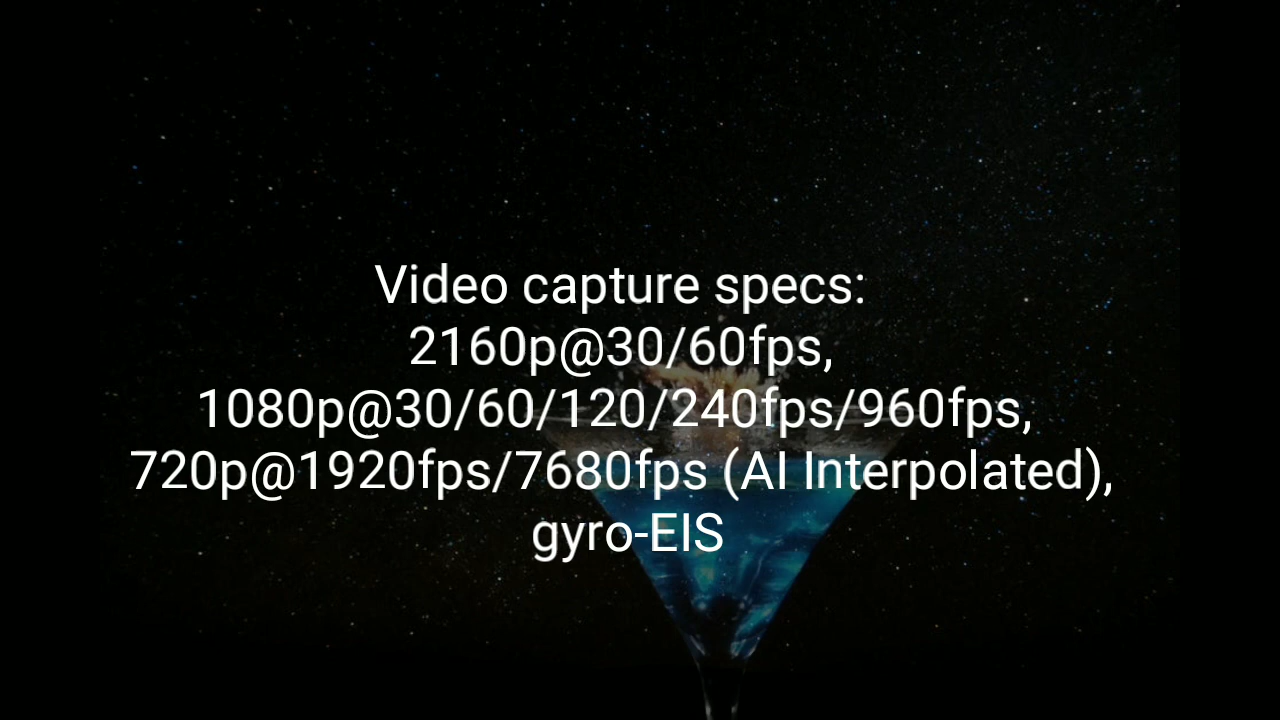 Video capture specs:
2160p@30/60fps,
1080p@30/60/120/240fps/960fps,
720p@1920fps/7680fps (AI Interpolated),
gyro-EIS